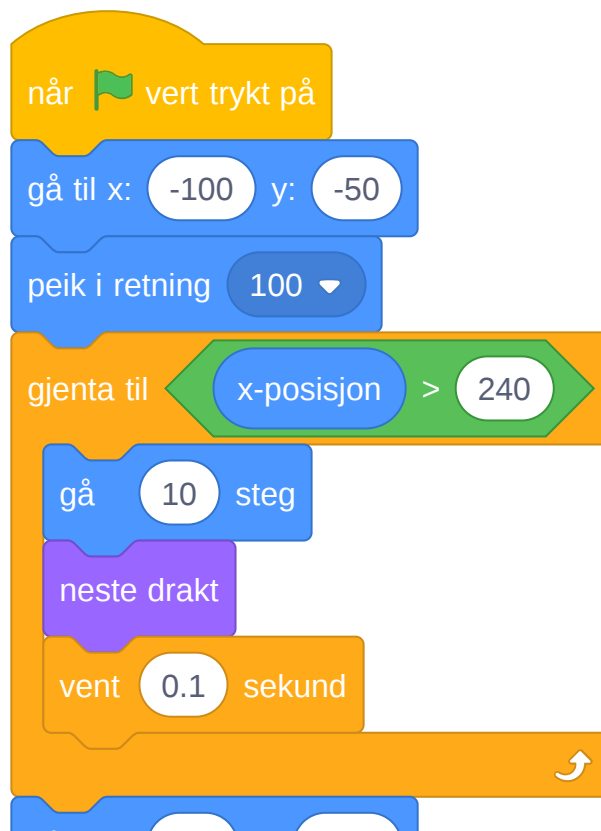 når vert trykt på
gå til x: -100 y: -50
peik i retning 100
gjenta til x-posisjon > 240
gå 10 steg
neste drakt
vent 0.1 sekund